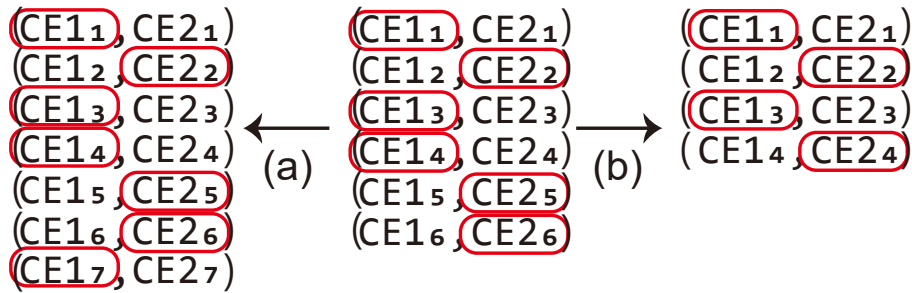 (CE1₁,CE2₁)
(CE1₂,CE2₂)
(CE1₃,CE2₃)
(CE1₄,CE2₄)
(CE1₅,CE2₅)
(CE1₆,CE2₆)
(CE1₇,CE2₇)
(a)
(CE1₁,CE2₁)
(CE1₂,CE2₂)
(CE1₃,CE2₃)
(CE1₄,CE2₄)
(CE1₅,CE2₅)
(CE1₆,CE2₆)
(b)
(CE1₁,CE2₁)
(CE1₂,CE2₂)
(CE1₃,CE2₃)
(CE1₄,CE2₄)